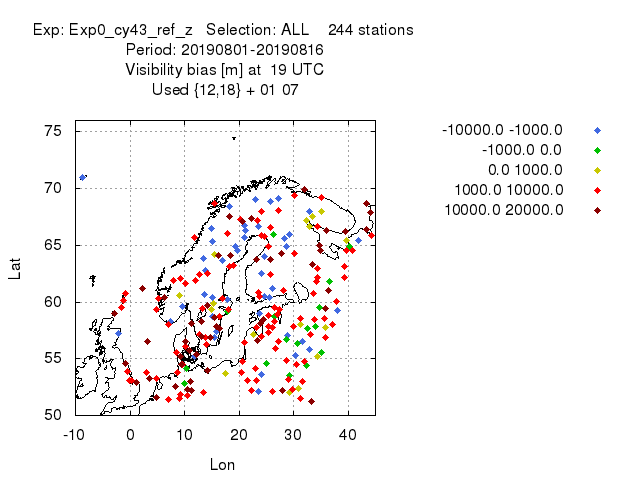 Exp: Exp0_cy43_ref_z   Selection: ALL    244 stations
Period: 20190801-20190816
Visibility bias [m] at  19 UTC
Used {12,18} + 01 07
-10000.0 -1000.0
-1000.0 0.0
0.0 1000.0
1000.0 10000.0
10000.0 20000.0
75
70
65
60
55
50
Lat
-10 0 10 20 30 40
Lon